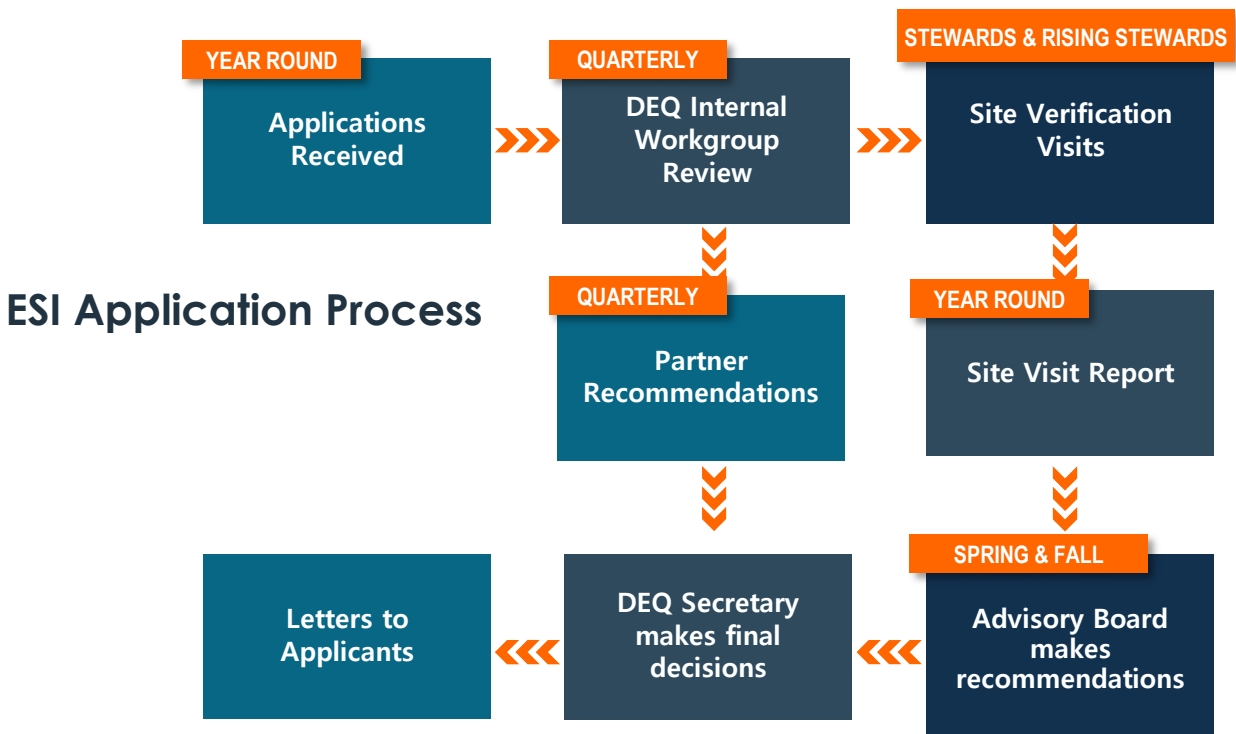 YEAR ROUND
Applications
Received
QUARTERLY
DEQ Internal
Workgroup
Review
STEWARDS & RISING STEWARDS
Site Verification
Visits
ESI Application Process
QUARTERLY
Partner
Recommendations
YEAR ROUND
Site Visit Report
Letters to
Applicants
DEQ Secretary
makes final
decisions
SPRING & FALL
Advisory Board
makes
recommendations